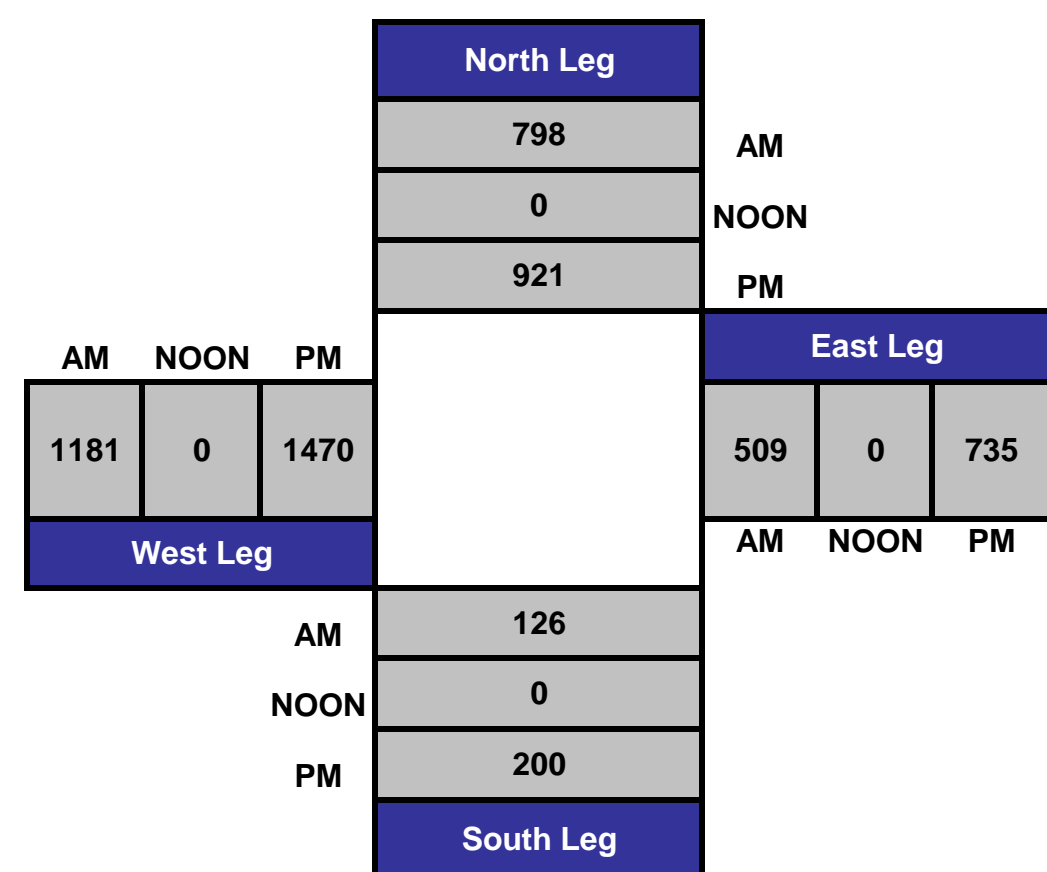 North Leg
798 AM
0 NOON
921 PM
East Leg
AM NOON PM
1181 0 1470
509 0 735
West Leg
AM NOON PM
AM 126
NOON 0
PM 200
South Leg